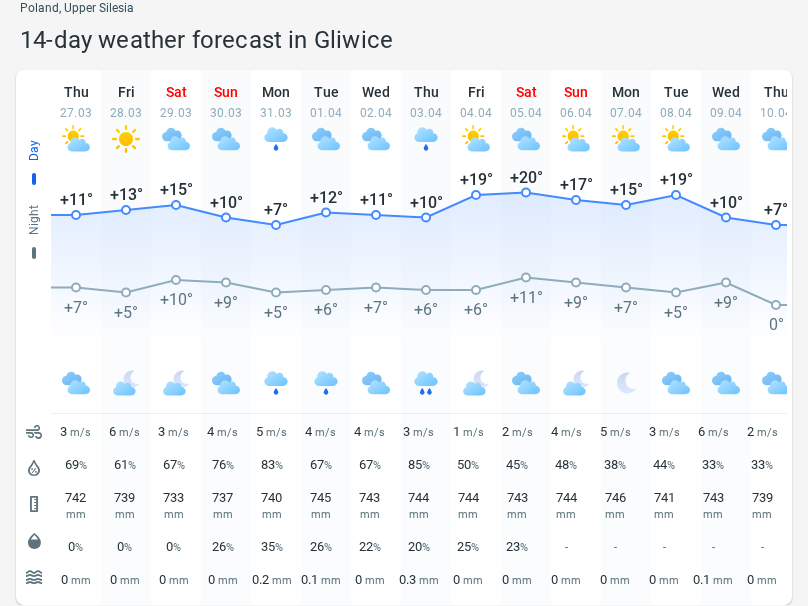 Poland, Upper Silesia
14-day weather forecast in Gliwice
Thu Fri Sat Sun Mon Tue Wed Thu Fri Sat Sun Mon Tue Wed Thu
27.03 28.03 29.03 30.03 31.03 01.04 02.04 03.04 04.04 05.04 06.04 07.04 08.04 09.04 10.04
Day
+11° +13° +15° +10° +7° +12° +11° +10° +19° +20° +17° +15° +19° +10° +7°
Night
+7° +5° +10° +9° +5° +6° +7° +6° +6° +11° +9° +7° +5° +9° 0°
3 m/s 6 m/s 3 m/s 4 m/s 5 m/s 4 m/s 4 m/s 3 m/s 1 m/s 2 m/s 4 m/s 5 m/s 3 m/s 6 m/s 2 m/s
69% 61% 67% 76% 83% 67% 67% 85% 50% 45% 48% 38% 44% 33% 33%
742 739 733 737 740 745 743 744 744 743 744 746 741 743 739
mm mm mm mm mm mm mm mm mm mm mm mm mm mm mm
0% 0% 0% 26% 35% 26% 22% 20% 25% 23% - - - - -
0 mm 0 mm 0 mm 0 mm 0.2 mm 0.1 mm 0 mm 0.3 mm 0 mm 0 mm 0 mm 0 mm 0 mm 0.1 mm 0 mm